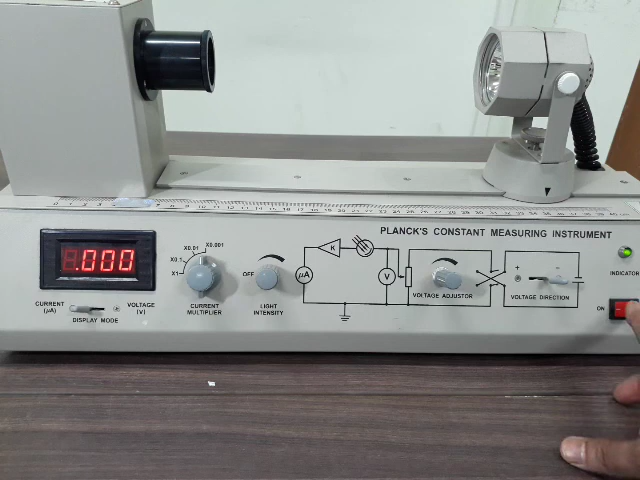 PLANCK'S CONSTANT MEASURING INSTRUMENT
.000
CURRENT
(μA)
DISPLAY MODE
VOLTAGE
(V)
X1
X0.1
X0.01
X0.001
CURRENT
MULTIPLIER
OFF
LIGHT
INTENSITY
μA
K
V
VOLTAGE ADJUSTOR
+
−
VOLTAGE DIRECTION
INDICATOR
ON